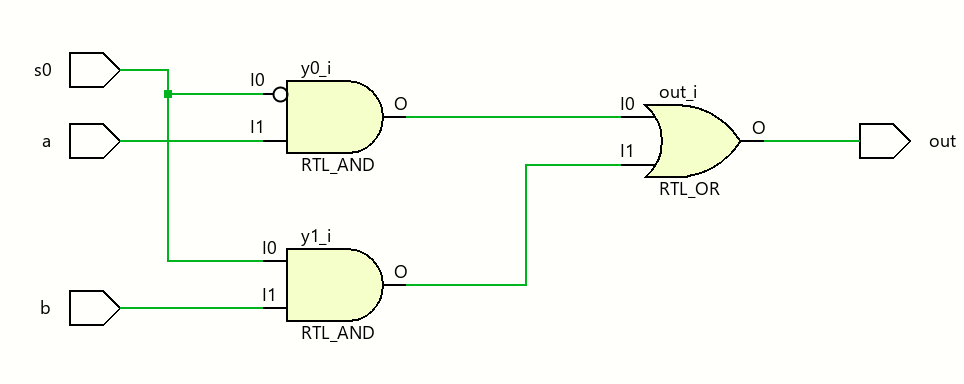 s0
I0
y0_i
O
out_i
I0
a
I1
RTL_AND
O
out
I1
RTL_OR
y1_i
I0
O
b
I1
RTL_AND